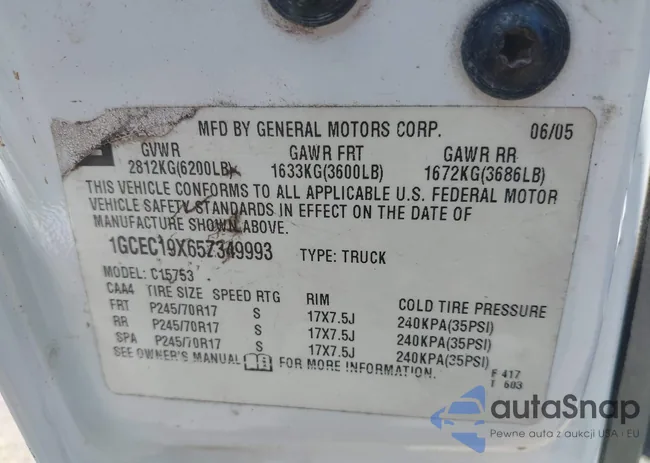 MFD BY GENERAL MOTORS CORP. 06/05
GVWR GAWR FRT GAWR RR
2812KG(6200LB) 1633KG(3600LB) 1672KG(3686LB)
THIS VEHICLE CONFORMS TO ALL APPLICABLE U.S. FEDERAL MOTOR
VEHICLE SAFETY STANDARDS IN EFFECT ON THE DATE OF
MANUFACTURE SHOWN ABOVE.
1GCEC19X65Z349993 TYPE: TRUCK
MODEL: C15753
CAA4 TIRE SIZE SPEED RTG RIM COLD TIRE PRESSURE
FRT P245/70R17 S 17X7.5J 240KPA(35PSI)
RR P245/70R17 S 17X7.5J 240KPA(35PSI)
SPA P245/70R17 S 17X7.5J 240KPA(35PSI)
SEE OWNER'S MANUAL FOR MORE INFORMATION.
F 417
T 503
autaSnap
Pewne auta z aukcji USA i EU